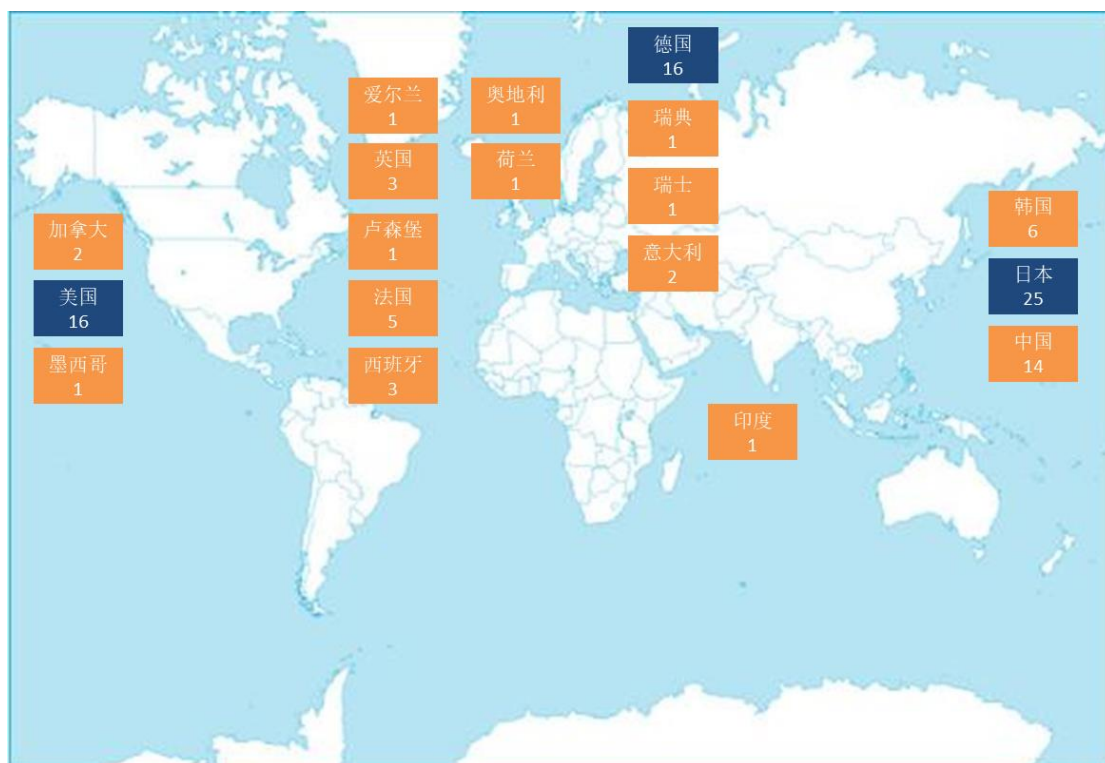 德国
16
爱尔兰
1
奥地利
1
瑞典
1
英国
3
荷兰
1
瑞士
1
韩国
6
加拿大
2
卢森堡
1
意大利
2
日本
25
美国
16
法国
5
中国
14
墨西哥
1
西班牙
3
印度
1